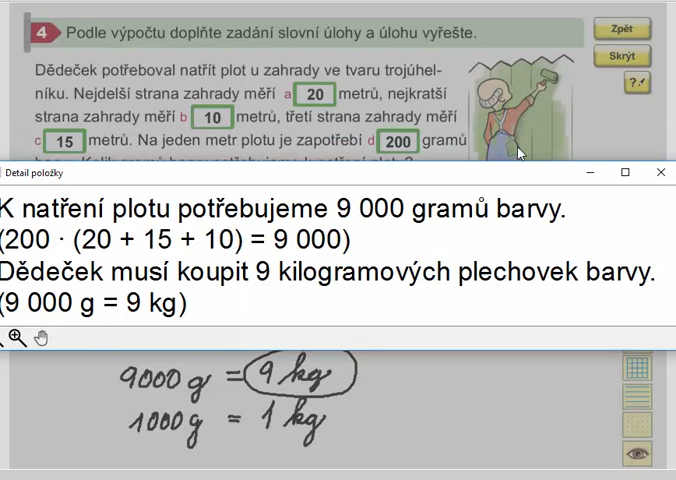 4 Podle výpočtu doplňte zadání slovní úlohy a úlohu vyřešte.
Zpět
Skrýt
?
Dědeček potřeboval natřít plot u zahrady ve tvaru trojúhel-
níku. Nejdelší strana zahrady měří a 20 metrů, nejkratší
strana zahrady měří b 10 metrů, třetí strana zahrady měří
c 15 metrů. Na jeden metr plotu je zapotřebí d 200 gramů
Detail položky
K natření plotu potřebujeme 9 000 gramů barvy.
(200 · (20 + 15 + 10) = 9 000)
Dědeček musí koupit 9 kilogramových plechovek barvy.
(9 000 g = 9 kg)
9000 g = 9 kg
1000 g = 1 kg